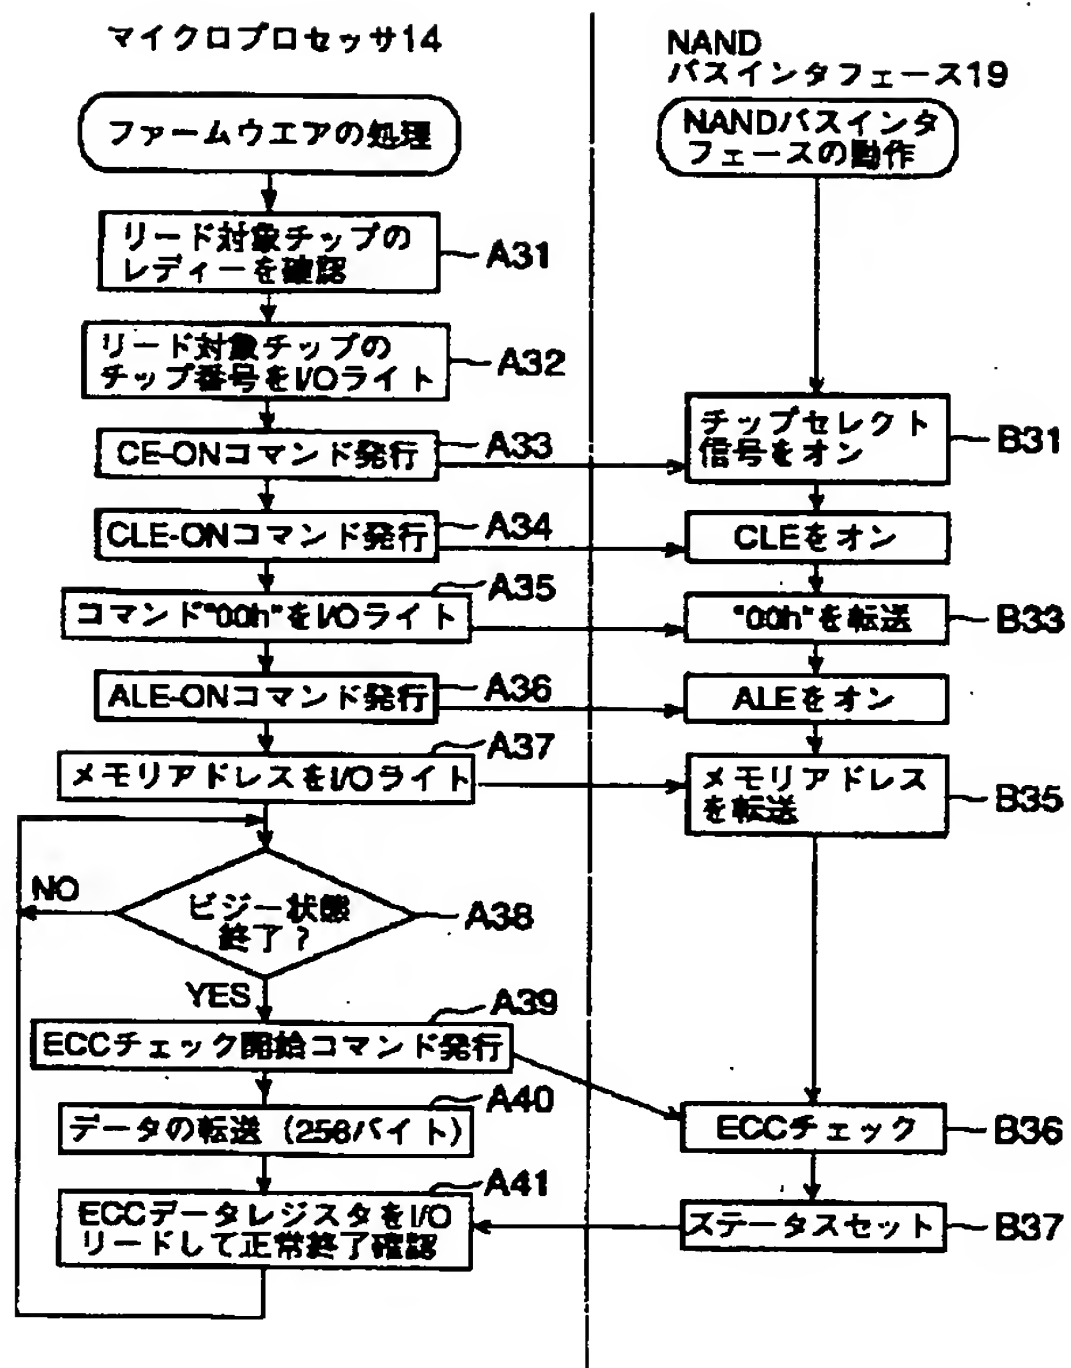 マイクロプロセッサ14
ファームウエアの処理
リード対象チップの
レディーを確認
A31
リード対象チップの
チップ番号をI/Oライト
A32
CE-ONコマンド発行
A33
CLE-ONコマンド発行
A34
コマンド"00h"をI/Oライト
A35
ALE-ONコマンド発行
A36
メモリアドレスをI/Oライト
A37
ビジー状態
終了?
A38
NO
YES
ECCチェック開始コマンド発行
A39
データの転送(256バイト)
A40
ECCデータレジスタをI/O
リードして正常終了確認
A41
NAND
バスインタフェース19
NANDバスインタ
フェースの動作
チップセレクト
信号をオン
B31
CLEをオン
"00h"を転送
B33
ALEをオン
メモリアドレス
を転送
B35
ECCチェック
B36
ステータスセット
B37